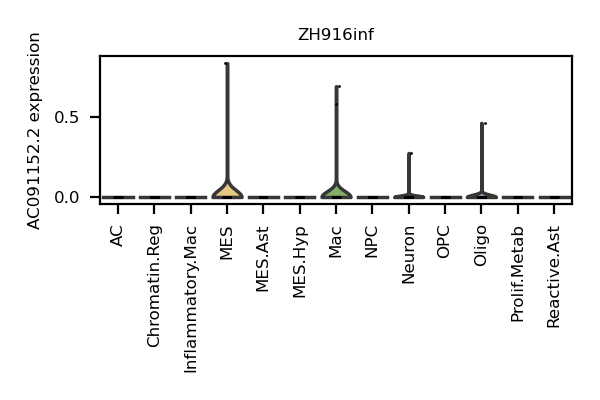 ZH916inf
AC091152.2 expression
0.5
0.0
AC
Chromatin.Reg
Inflammatory.Mac
MES
MES.Ast
MES.Hyp
Mac
NPC
Neuron
OPC
Oligo
Prolif.Metab
Reactive.Ast